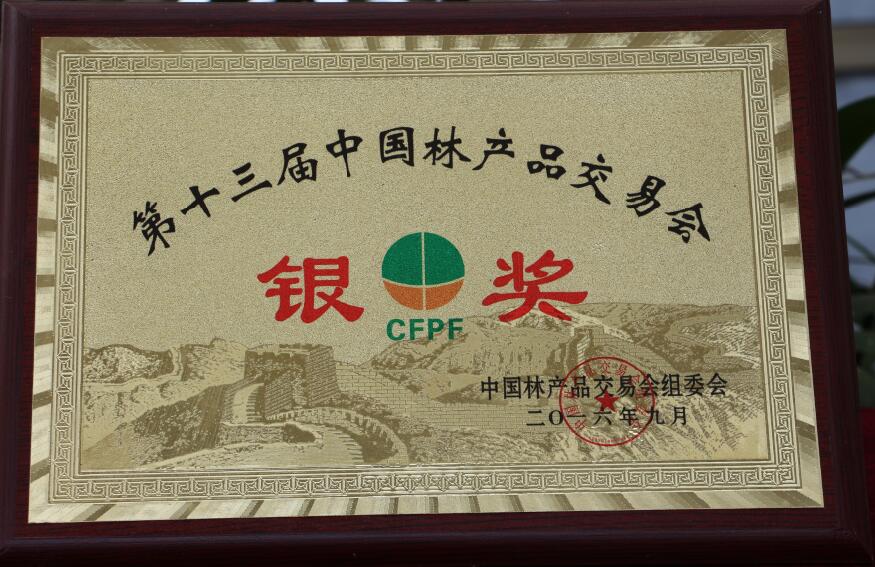 第十三届中国林产品交易会
银奖
CFPF
中国林产品交易会组委会
二〇一六年九月